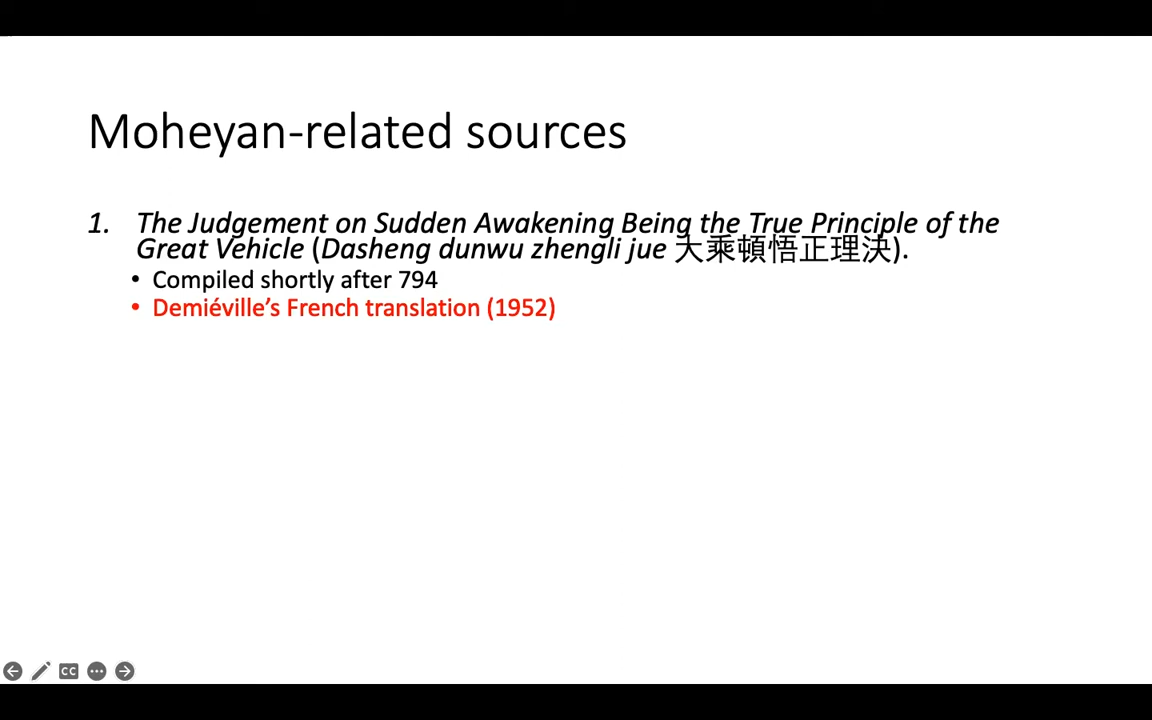 Moheyan-related sources
1. The Judgement on Sudden Awakening Being the True Principle of the
Great Vehicle (Dasheng dunwu zhengli jue 大乘頓悟正理決).
• Compiled shortly after 794
• Demiéville’s French translation (1952)
CC